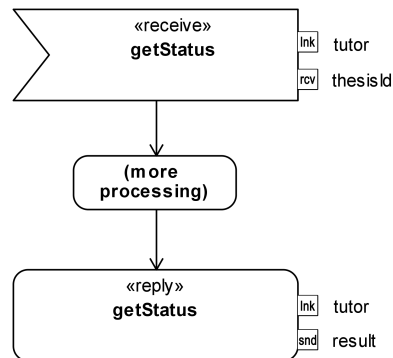 «receive»
getStatus
lnk tutor
rcv thesisId
(more
processing)
«reply»
getStatus
lnk tutor
snd result